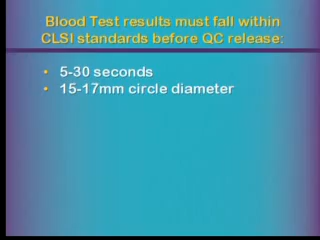 Blood Test results must fall within
CLSI standards before QC release:
• 5-30 seconds
• 15-17mm circle diameter